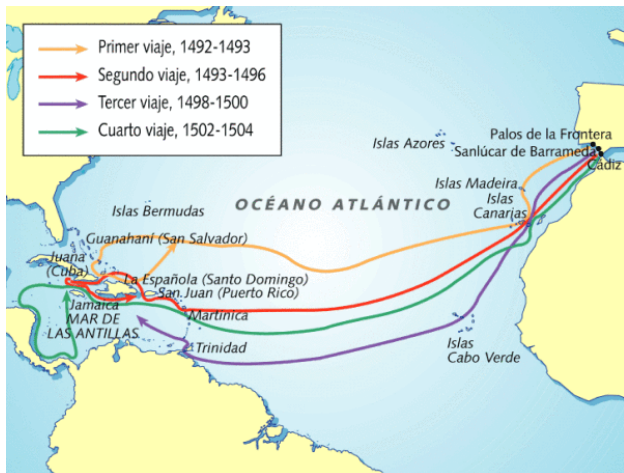 Primer viaje, 1492-1493
Segundo viaje, 1493-1496
Tercer viaje, 1498-1500
Cuarto viaje, 1502-1504
Islas Azores
Palos de la Frontera
Sanlúcar de Barrameda
Cádiz
Islas Madeira
Islas
Canarias
OCÉANO ATLÁNTICO
Islas Bermudas
Guanahaní (San Salvador)
Juana
(Cuba)
La Española (Santo Domingo)
San Juan (Puerto Rico)
Jamaica
MAR DE
LAS ANTILLAS
Martinica
Trinidad
Islas
Cabo Verde